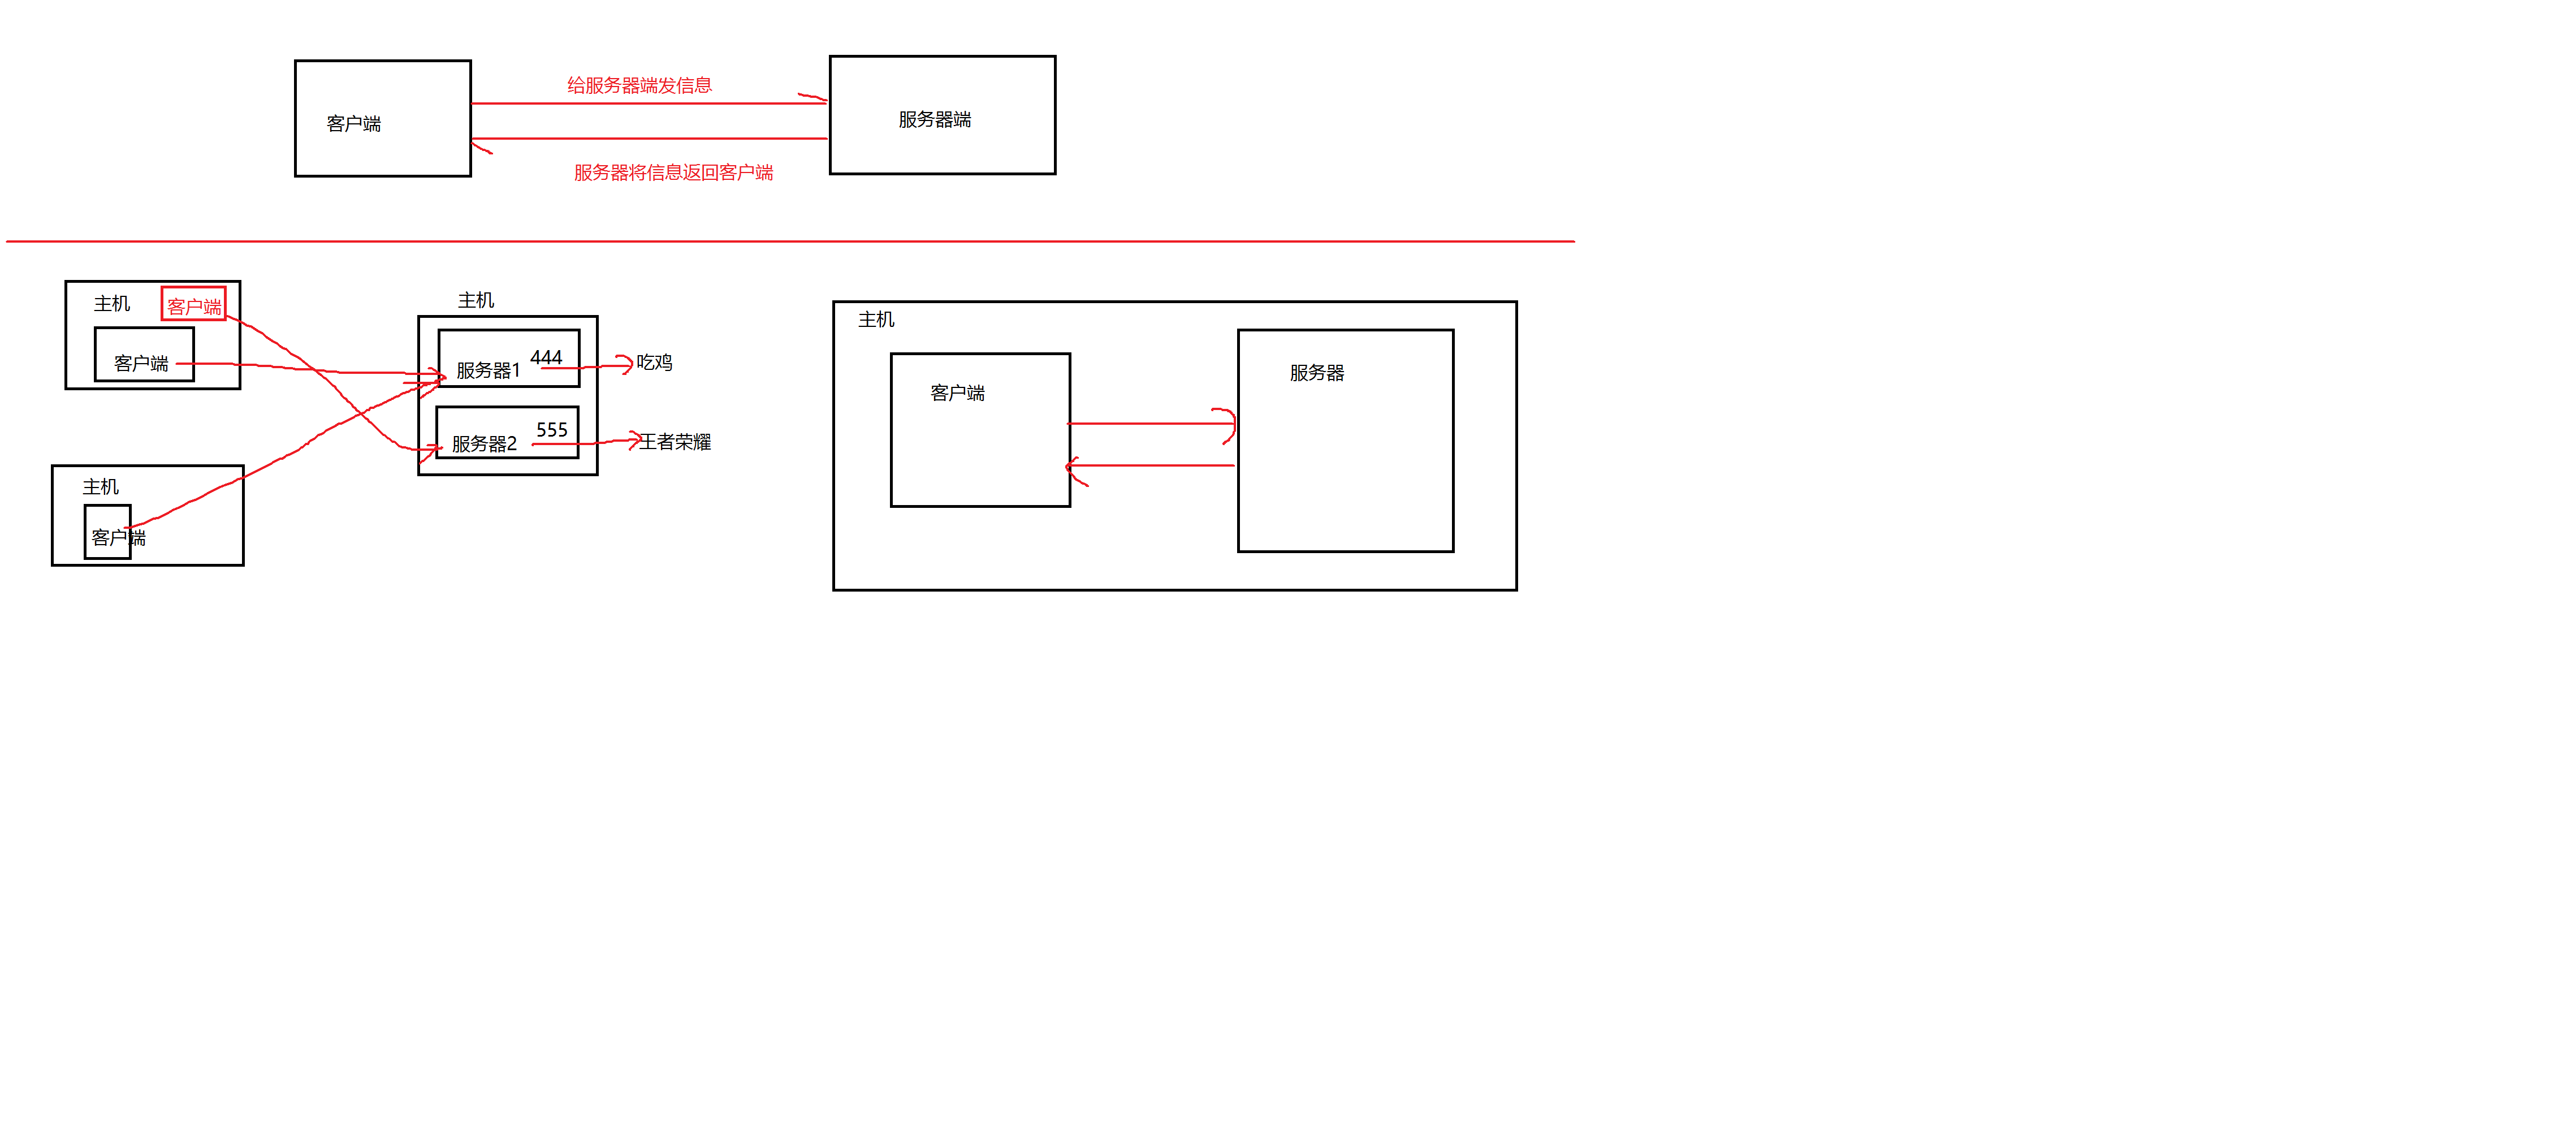 给服务器端发信息
客户端
服务器端
服务器将信息返回客户端
主机
客户端
客户端
主机
服务器1
444
吃鸡
服务器2
555
王者荣耀
主机
客户端
主机
客户端
服务器